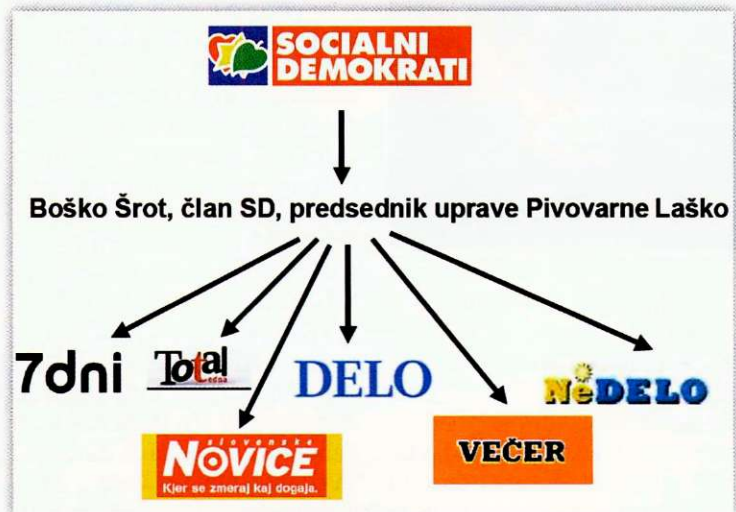 SOCIALNI
DEMOKRATI
Boško Šrot, član SD, predsednik uprave Pivovarne Laško
7dni
Total
DELO
NeDELO
slovenske
NOVICE
Kjer se zmeraj kaj dogaja.
VEČER